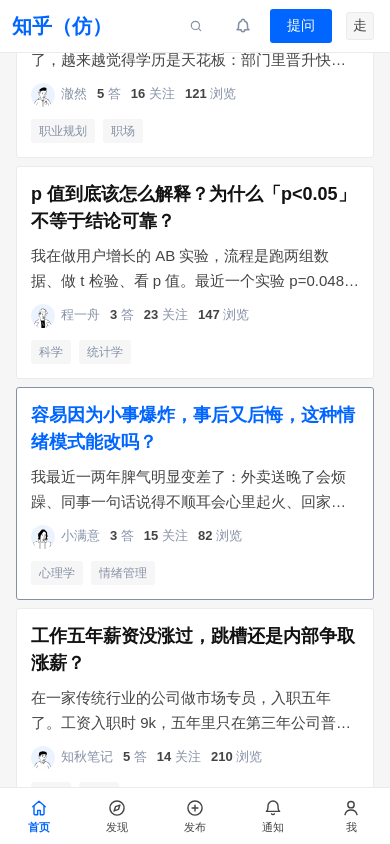 知乎（仿）
提问
走
了，越来越觉得学历是天花板：部门里晋升快…
澈然 5 答 16 关注 121 浏览
职业规划 职场
p 值到底该怎么解释？为什么「p<0.05」
不等于结论可靠？
我在做用户增长的 AB 实验，流程是跑两组数
据、做 t 检验、看 p 值。最近一个实验 p=0.048…
程一舟 3 答 23 关注 147 浏览
科学 统计学
容易因为小事爆炸，事后又后悔，这种情
绪模式能改吗？
我最近一两年脾气明显变差了：外卖送晚了会烦
躁、同事一句话说得不顺耳会心里起火、回家…
小满意 3 答 15 关注 82 浏览
心理学 情绪管理
工作五年薪资没涨过，跳槽还是内部争取
涨薪？
在一家传统行业的公司做市场专员，入职五年
了。工资入职时 9k，五年里只在第三年公司普…
知秋笔记 5 答 14 关注 210 浏览
首页 发现 发布 通知 我